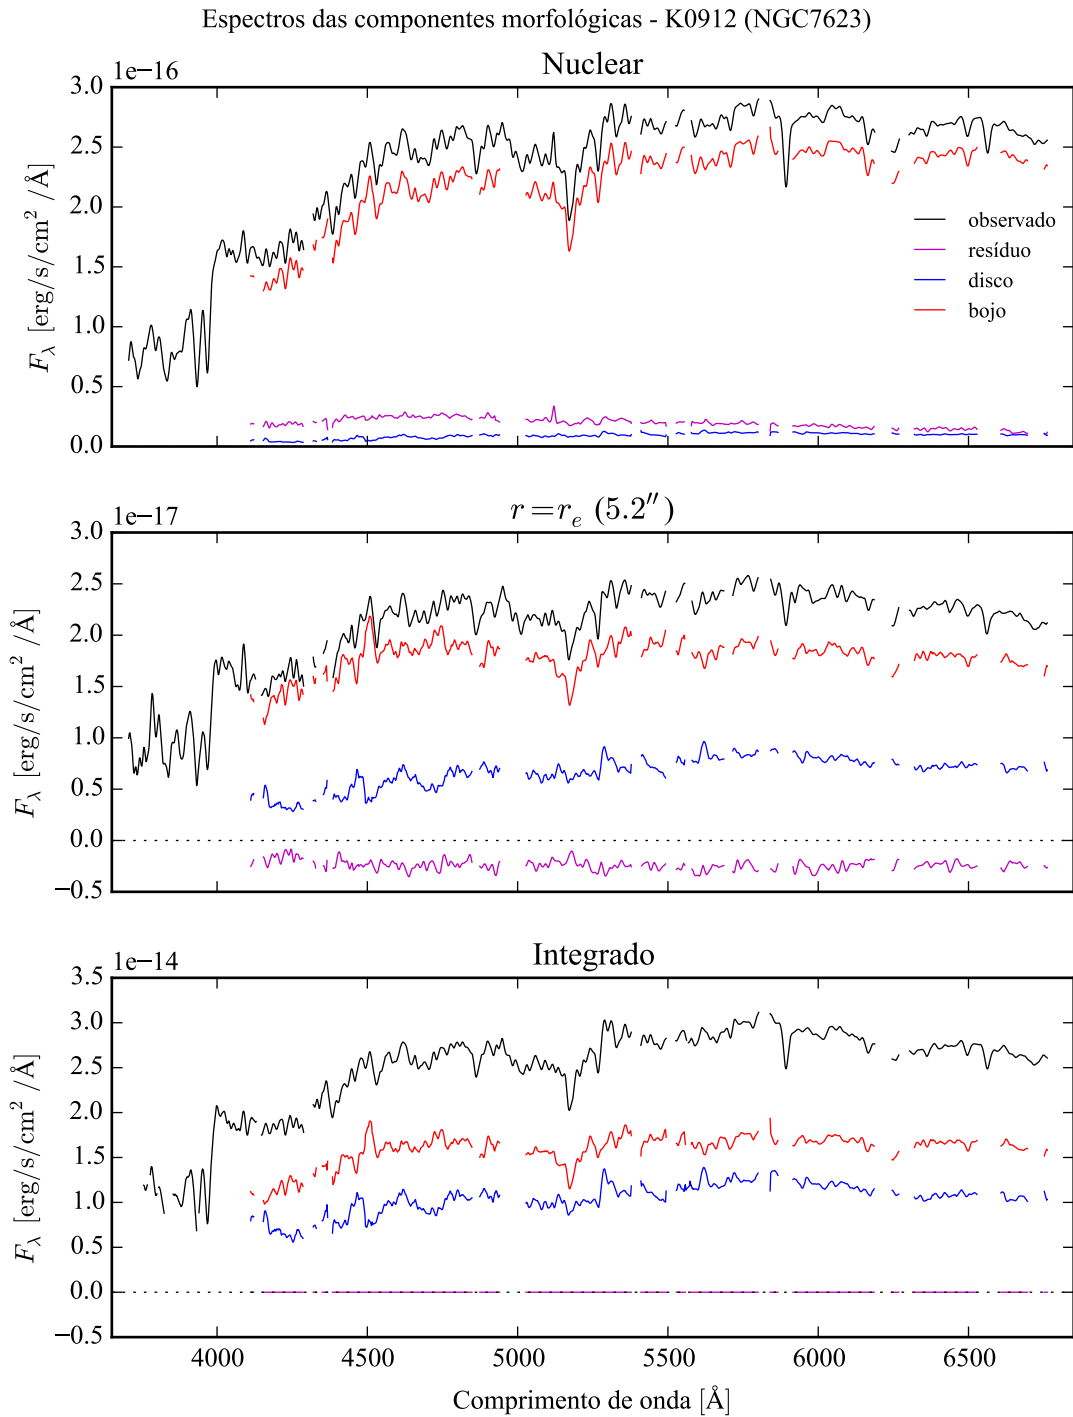 Espectros das componentes morfológicas - K0912 (NGC7623)
1e−16
Nuclear
3.0
2.5
2.0
1.5
1.0
0.5
0.0
F_λ [erg/s/cm² /Å]
observado
resíduo
disco
bojo
1e−17
r = r_e (5.2″)
3.0
2.5
2.0
1.5
1.0
0.5
0.0
−0.5
F_λ [erg/s/cm² /Å]
1e−14
Integrado
3.5
3.0
2.5
2.0
1.5
1.0
0.5
0.0
−0.5
F_λ [erg/s/cm² /Å]
4000 4500 5000 5500 6000 6500
Comprimento de onda [Å]